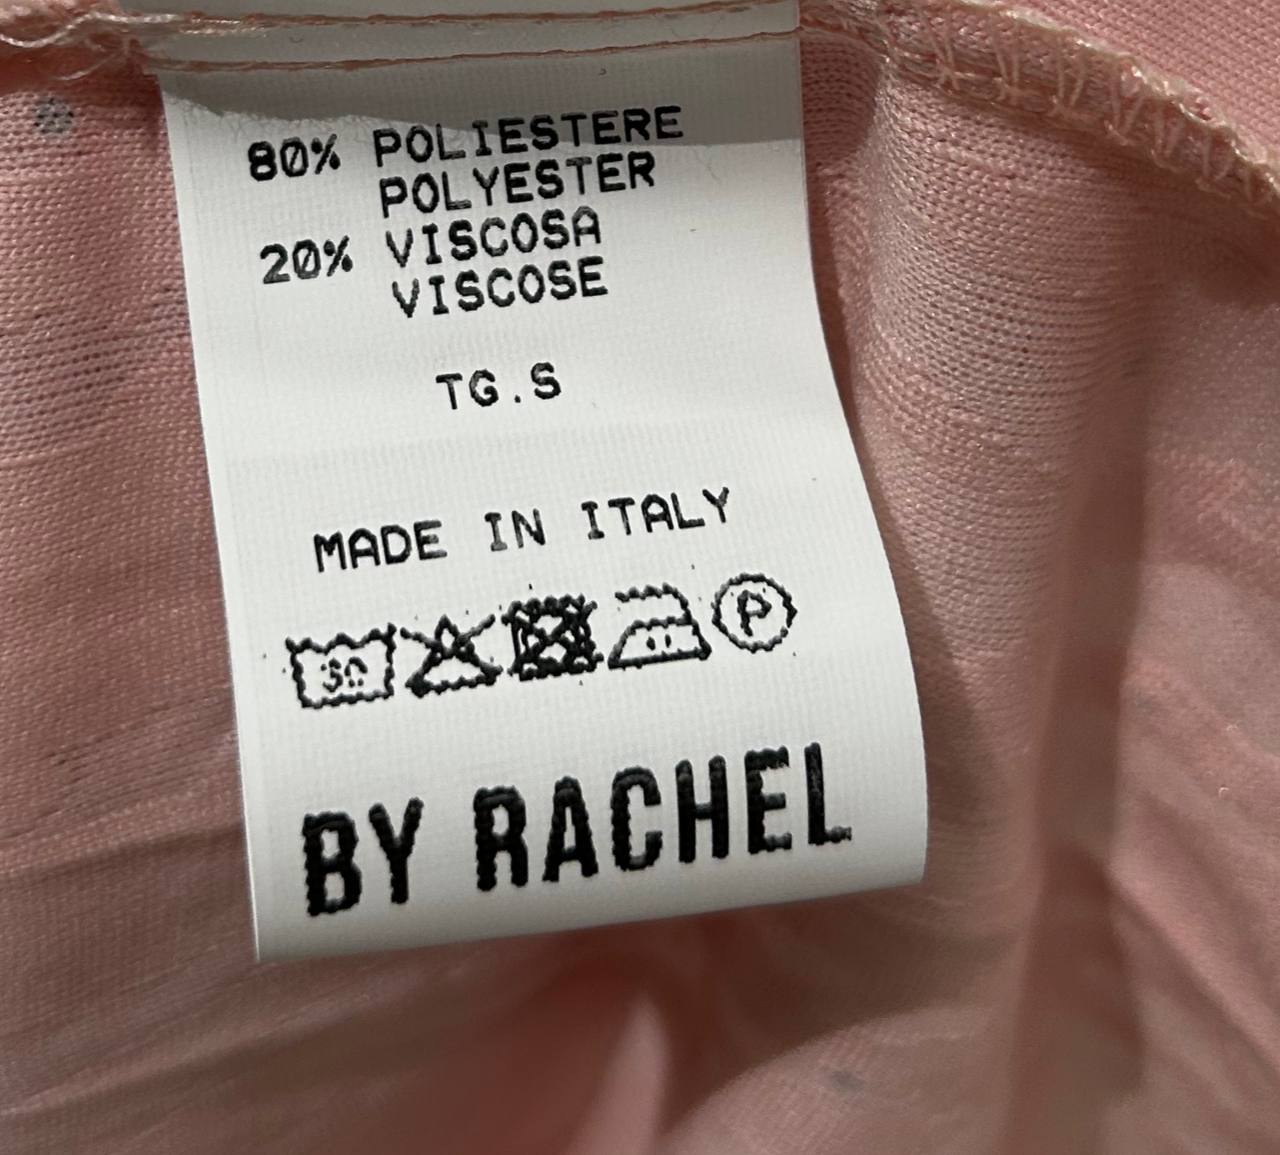 80% POLIESTERE
POLYESTER
20% VISCOSA
VISCOSE
TG.S
MADE IN ITALY
30 P
BY RACHEL